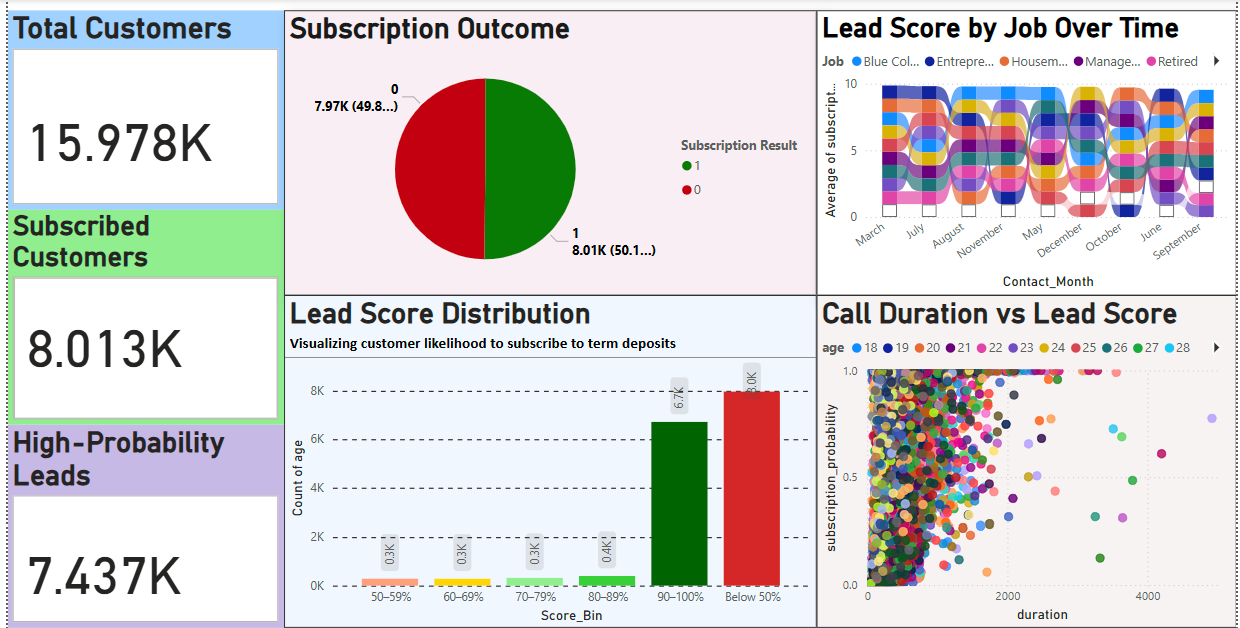 Total Customers
15.978K
Subscribed
Customers
8.013K
High-Probability
Leads
7.437K
Subscription Outcome
0
7.97K (49.8...)
1
8.01K (50.1...)
Subscription Result
1
0
Lead Score by Job Over Time
Job Blue Col... Entrepre... Housem... Manage... Retired
Average of subscript...
10
5
0
March July August November May December October June September
Contact_Month
Lead Score Distribution
Visualizing customer likelihood to subscribe to term deposits
Count of age
8K
6K
4K
2K
0K
0.3K 0.3K 0.3K 0.4K 6.7K 8.0K
50–59% 60–69% 70–79% 80–89% 90–100% Below 50%
Score_Bin
Call Duration vs Lead Score
age 18 19 20 21 22 23 24 25 26 27 28
subscription_probability
1.0
0.5
0.0
0 2000 4000
duration